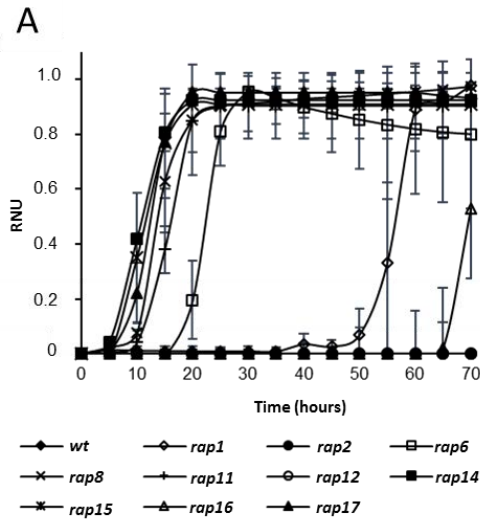 A
1.0
0.8
0.6
0.4
0.2
0
RNU
0 10 20 30 40 50 60 70
Time (hours)
wt rap1 rap2 rap6
rap8 rap11 rap12 rap14
rap15 rap16 rap17